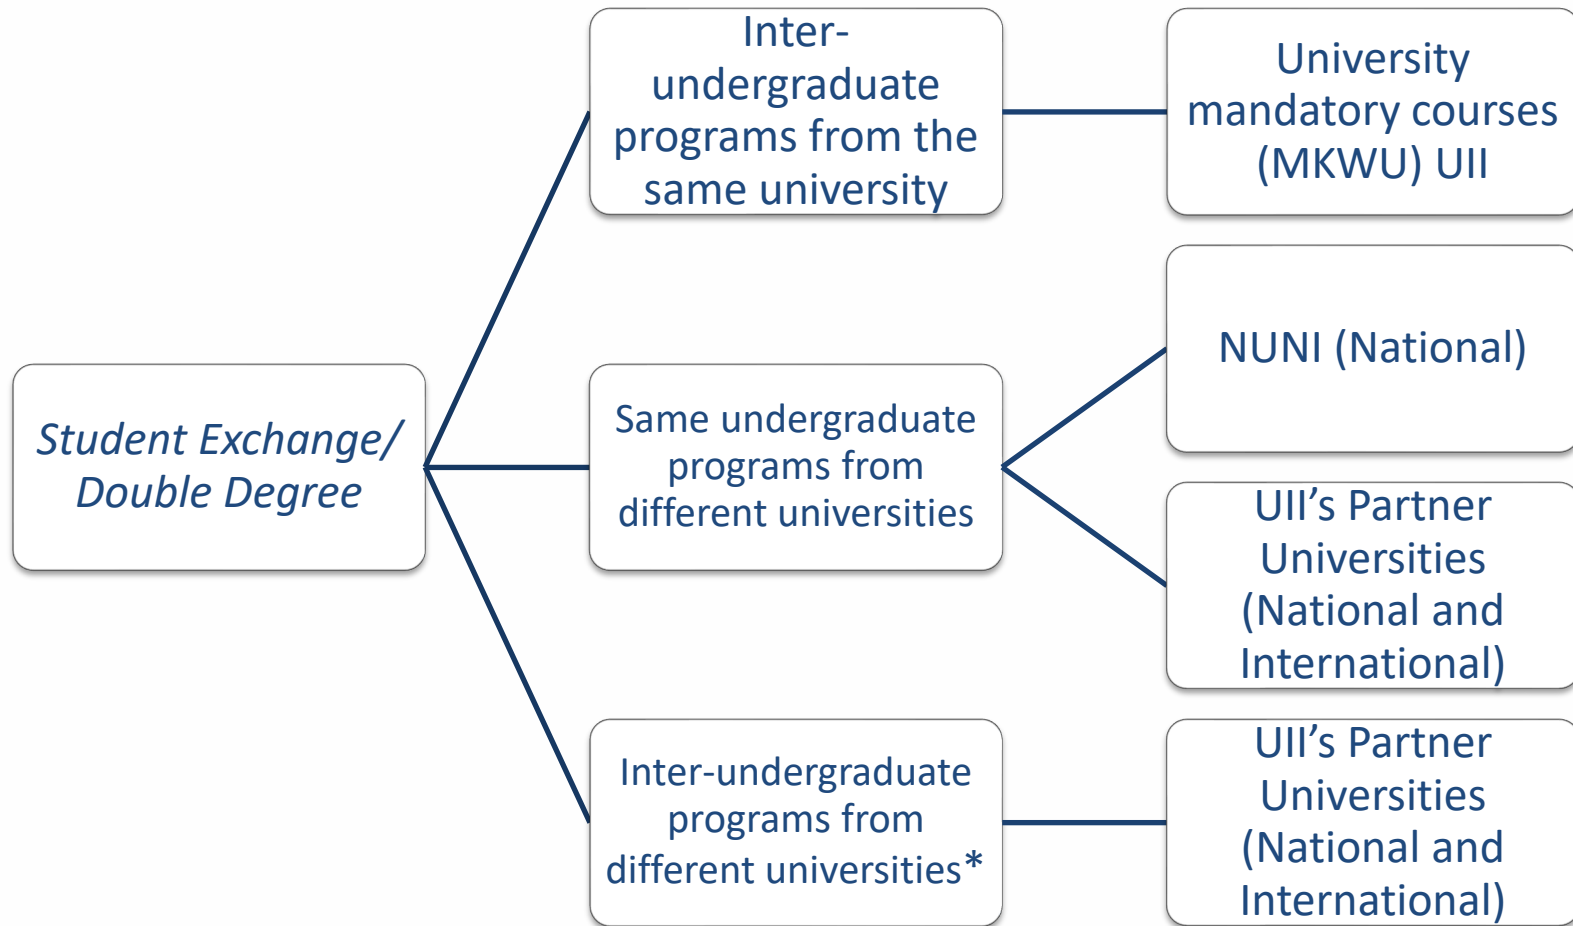 Student Exchange/
Double Degree
Inter-
undergraduate
programs from the
same university
University
mandatory courses
(MKWU) UII
Same undergraduate
programs from
different universities
NUNI (National)
UII’s Partner
Universities
(National and
International)
Inter-undergraduate
programs from
different universities*
UII’s Partner
Universities
(National and
International)